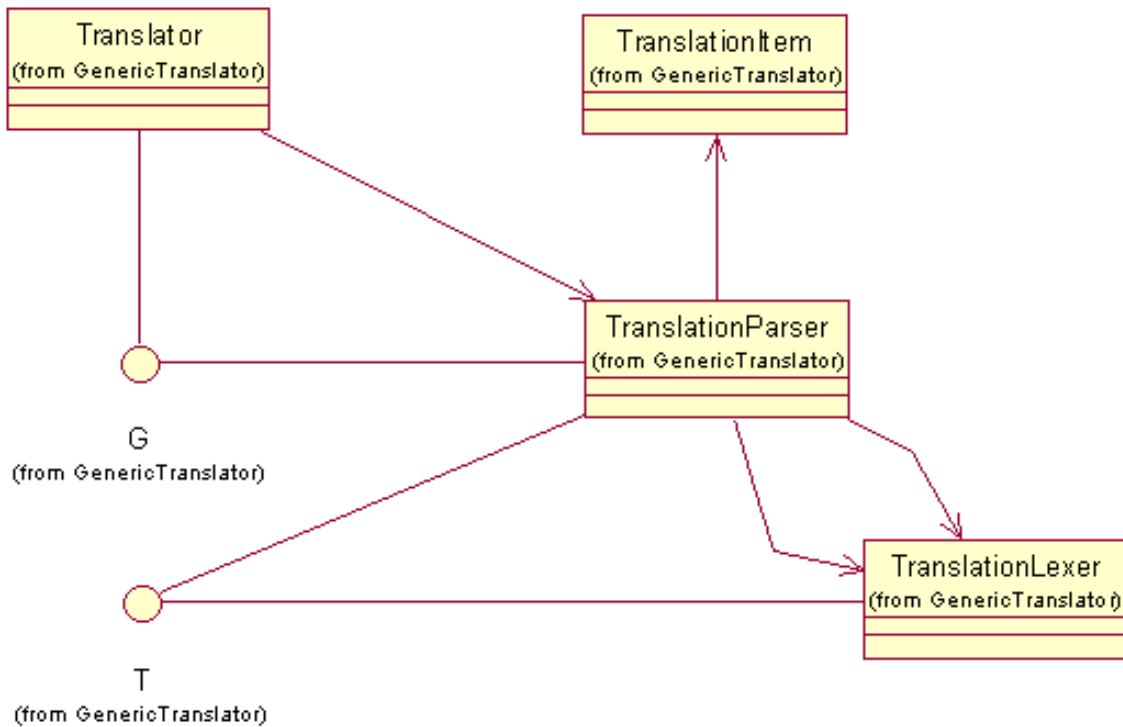 Translator
(from GenericTranslator)
TranslationItem
(from GenericTranslator)
TranslationParser
(from GenericTranslator)
G
(from GenericTranslator)
TranslationLexer
(from GenericTranslator)
T
(from GenericTranslator)